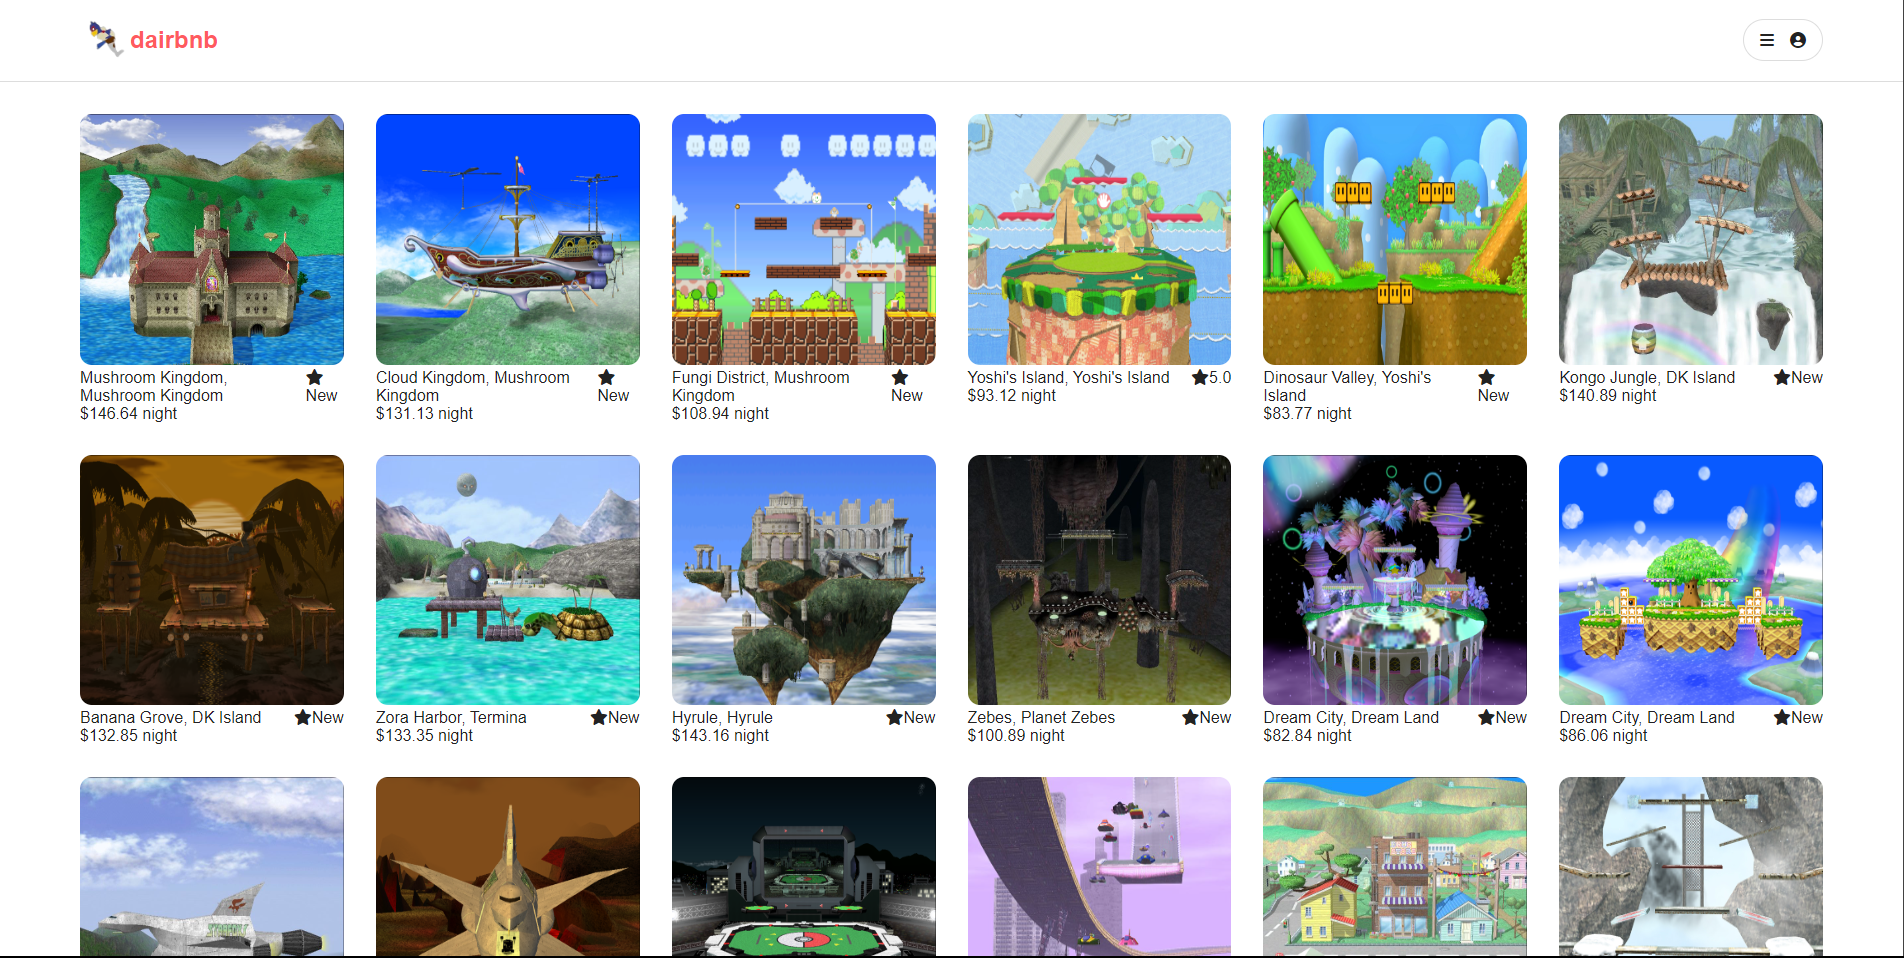 dairbnb
Mushroom Kingdom,
Mushroom Kingdom
New
$146.64 night
Cloud Kingdom, Mushroom
Kingdom
New
$131.13 night
Fungi District, Mushroom
Kingdom
New
$108.94 night
Yoshi's Island, Yoshi's Island
5.0
$93.12 night
Dinosaur Valley, Yoshi's
Island
New
$83.77 night
Kongo Jungle, DK Island
New
$140.89 night
Banana Grove, DK Island
New
$132.85 night
Zora Harbor, Termina
New
$133.35 night
Hyrule, Hyrule
New
$143.16 night
Zebes, Planet Zebes
New
$100.89 night
Dream City, Dream Land
New
$82.84 night
Dream City, Dream Land
New
$86.06 night